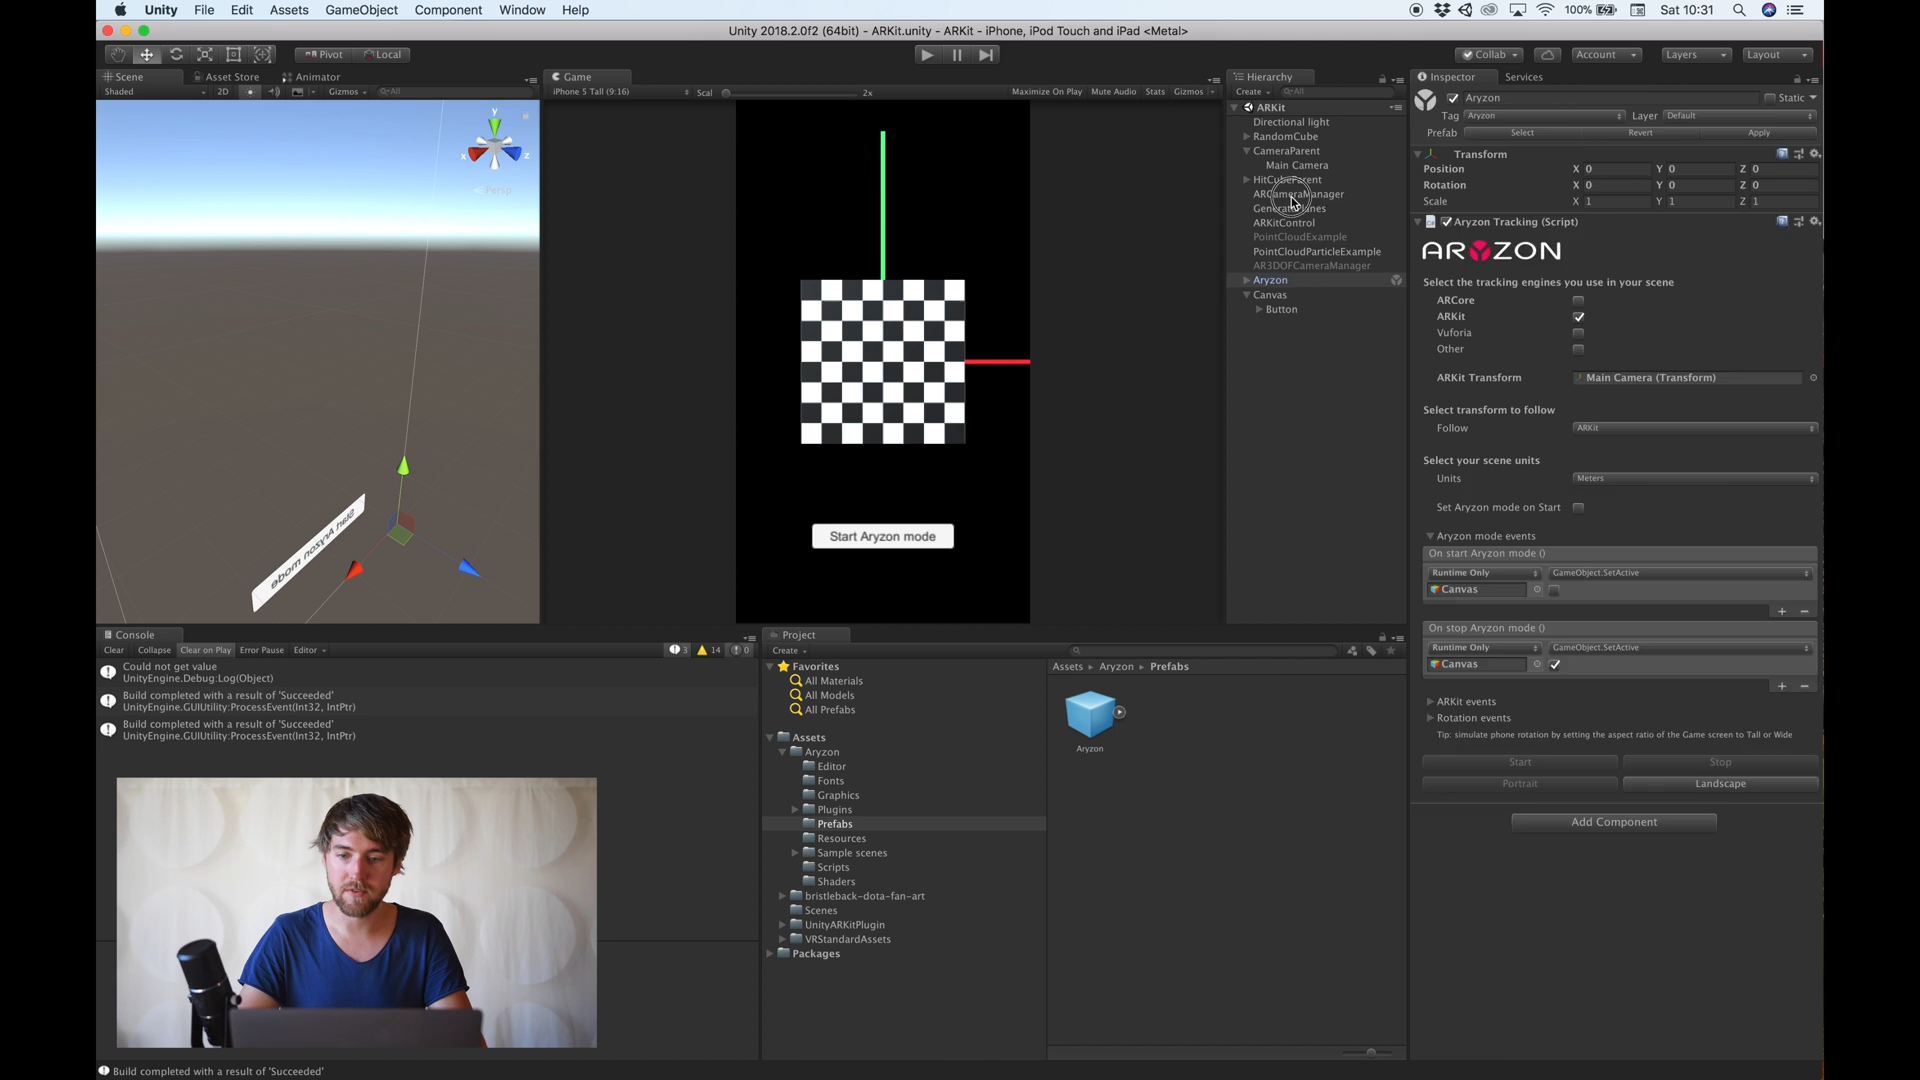 Unity File Edit Assets GameObject Component Window Help
100% Sat 10:31
Unity 2018.2.0f2 (64bit) - ARKit.unity - ARKit - iPhone, iPod Touch and iPad <Metal>
Pivot Local
Collab Account Layers Layout
Scene Asset Store Animator
Shaded 2D Gizmos All
Y
X
Z
Persp
Start Aryzon mode
Game
iPhone 5 Tall (9:16) Scal 2x Maximize On Play Mute Audio Stats Gizmos
Start Aryzon mode
Hierarchy
Create All
ARKit
Directional light
RandomCube
CameraParent
Main Camera
HitCubeParent
ARCameraManager
ARKitControl
PointCloudExample
PointCloudParticleExample
AR3DOFCameraManager
Aryzon
Canvas
Button
Inspector Services
Aryzon Static
Tag Aryzon Layer Default
Prefab Select Revert Apply
Transform
Position X 0 Y 0 Z 0
Rotation X 0 Y 0 Z 0
Scale X 1 Y 1 Z 1
Aryzon Tracking (Script)
ARYZON
Select the tracking engines you use in your scene
ARCore
ARKit
Vuforia
Other
ARKit Transform Main Camera (Transform)
Select transform to follow
Follow ARKit
Select your scene units
Units Meters
Set Aryzon mode on Start
Aryzon mode events
On start Aryzon mode ()
Runtime Only GameObject.SetActive
Canvas
+ −
On stop Aryzon mode ()
Runtime Only GameObject.SetActive
Canvas
+ −
ARKit events
Rotation events
Tip: simulate phone rotation by setting the aspect ratio of the Game screen to Tall or Wide
Start Stop
Portrait Landscape
Add Component
Console
Clear Collapse Clear on Play Error Pause Editor 3 14 0
Could not get value
UnityEngine.Debug:Log(Object)
Build completed with a result of 'Succeeded'
UnityEngine.GUIUtility:ProcessEvent(Int32, IntPtr)
Build completed with a result of 'Succeeded'
UnityEngine.GUIUtility:ProcessEvent(Int32, IntPtr)
Project
Create
Favorites
All Materials
All Models
All Prefabs
Assets
Aryzon
Editor
Fonts
Graphics
Plugins
Prefabs
Resources
Sample scenes
Scripts
Shaders
bristleback-dota-fan-art
Scenes
UnityARKitPlugin
VRStandardAssets
Packages
Assets Aryzon Prefabs
Aryzon
Build completed with a result of 'Succeeded'